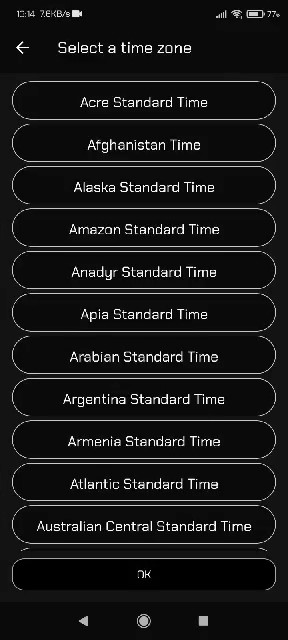 10:14 7.6KB/s
77%
Select a time zone
Acre Standard Time
Afghanistan Time
Alaska Standard Time
Amazon Standard Time
Anadyr Standard Time
Apia Standard Time
Arabian Standard Time
Argentina Standard Time
Armenia Standard Time
Atlantic Standard Time
Australian Central Standard Time
OK